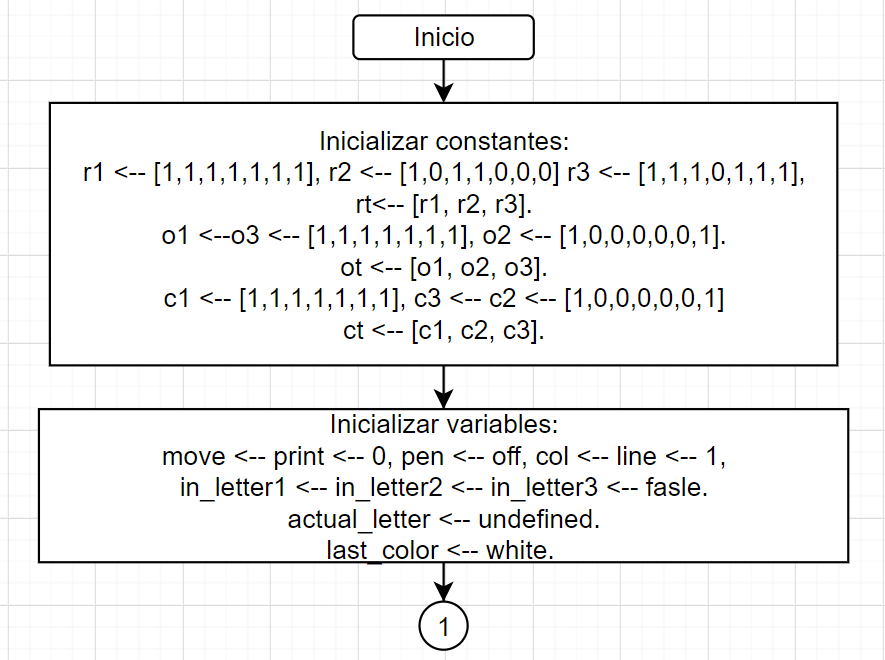 Inicio
Inicializar constantes:
r1 <-- [1,1,1,1,1,1,1], r2 <-- [1,0,1,1,0,0,0] r3 <-- [1,1,1,0,1,1,1],
rt<-- [r1, r2, r3].
o1 <--o3 <-- [1,1,1,1,1,1,1], o2 <-- [1,0,0,0,0,0,1].
ot <-- [o1, o2, o3].
c1 <-- [1,1,1,1,1,1,1], c3 <-- c2 <-- [1,0,0,0,0,0,1]
ct <-- [c1, c2, c3].
Inicializar variables:
move <-- print <-- 0, pen <-- off, col <-- line <-- 1,
in_letter1 <-- in_letter2 <-- in_letter3 <-- fasle.
actual_letter <-- undefined.
last_color <-- white.
1